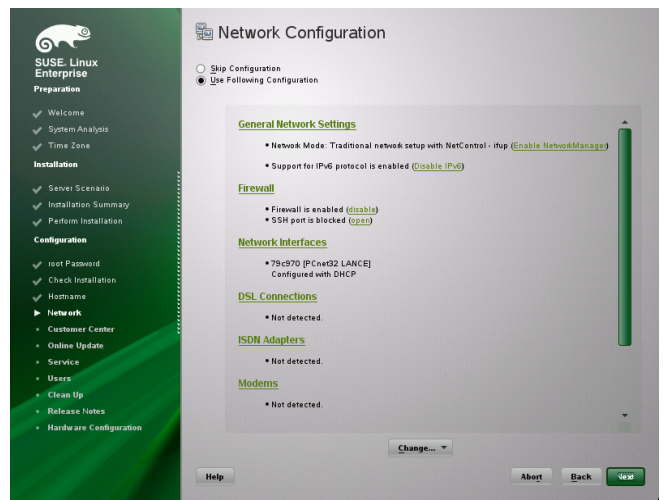 SUSE. Linux
Enterprise
Preparation
Welcome
System Analysis
Time Zone
Installation
Server Scenario
Installation Summary
Perform Installation
Configuration
root Password
Check Installation
Hostname
Network
Customer Center
Online Update
Service
Users
Clean Up
Release Notes
Hardware Configuration
Network Configuration
Skip Configuration
Use Following Configuration
General Network Settings
• Network Mode: Traditional network setup with NetControl - ifup (Enable NetworkManager)
• Support for IPv6 protocol is enabled (Disable IPv6)
Firewall
• Firewall is enabled (disable)
• SSH port is blocked (open)
Network Interfaces
• 79c970 [PCnet32 LANCE]
Configured with DHCP
DSL Connections
• Not detected.
ISDN Adapters
• Not detected.
Modems
• Not detected.
Change...
Help
Abort
Back
Next